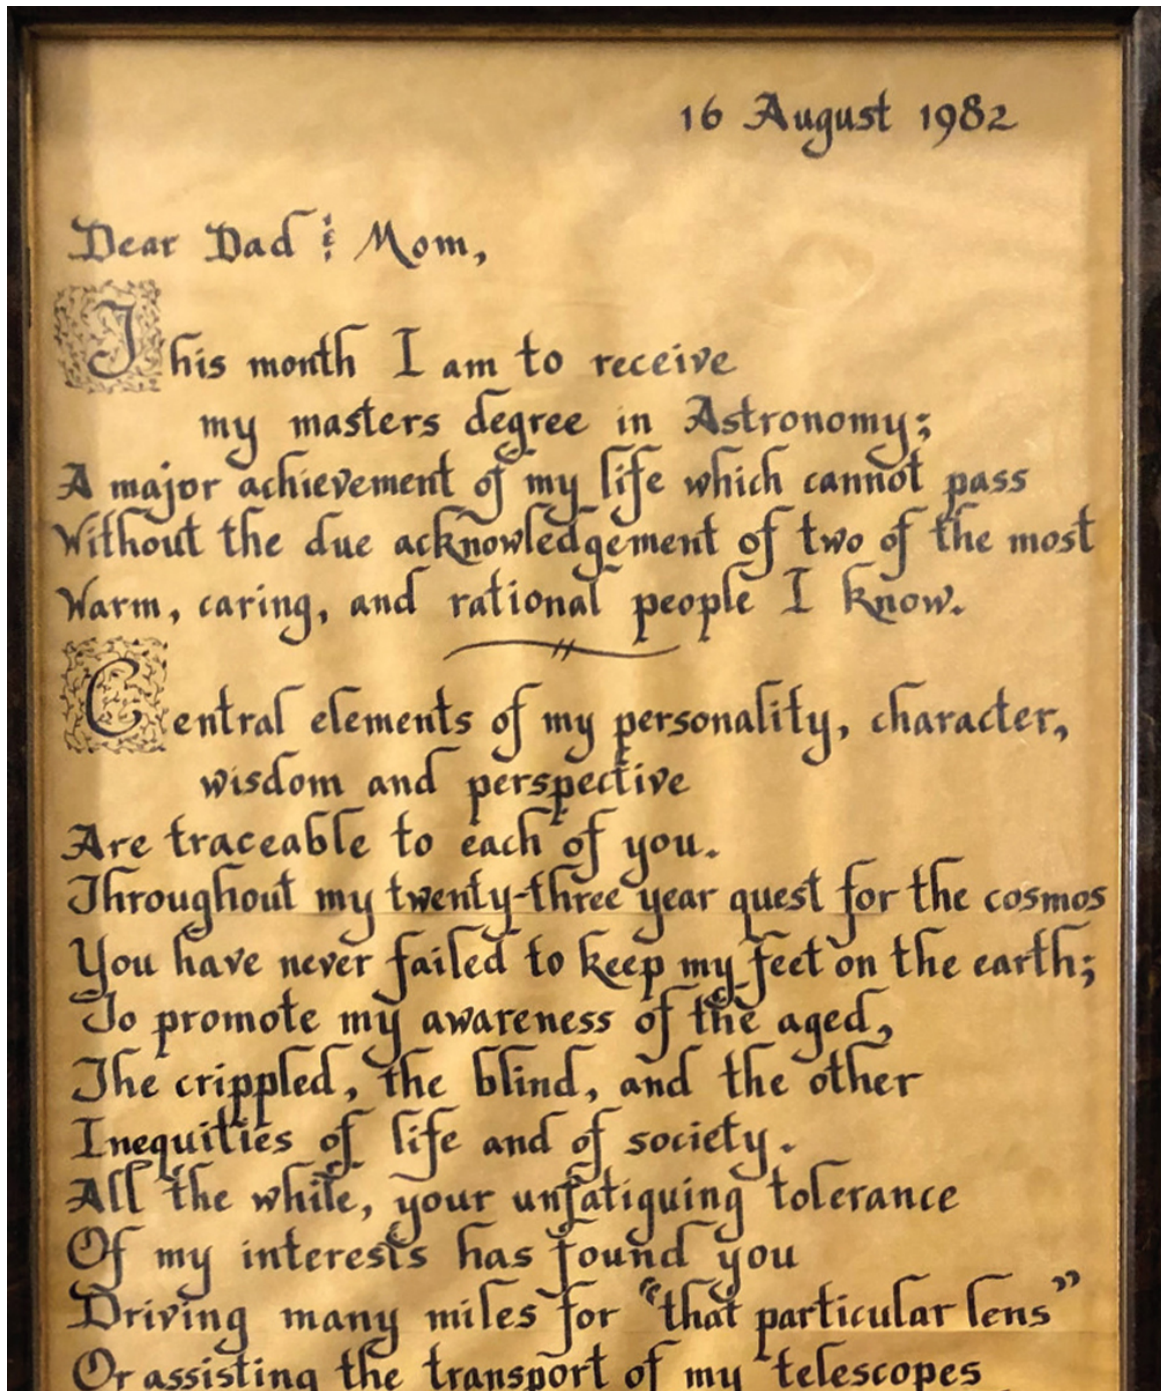 16 August 1982
Dear Dad & Mom,
This month I am to receive
my masters degree in Astronomy;
A major achievement of my life which cannot pass
Without the due acknowledgement of two of the most
Warm, caring, and rational people I know.
Central elements of my personality, character,
wisdom and perspective
Are traceable to each of you.
Throughout my twenty-three year quest for the cosmos
You have never failed to keep my feet on the earth;
To promote my awareness of the aged,
The crippled, the blind, and the other
Inequities of life and of society.
All the while, your unfatiguing tolerance
Of my interests has found you
Driving many miles for "that particular lens"
Or assisting the transport of my telescopes